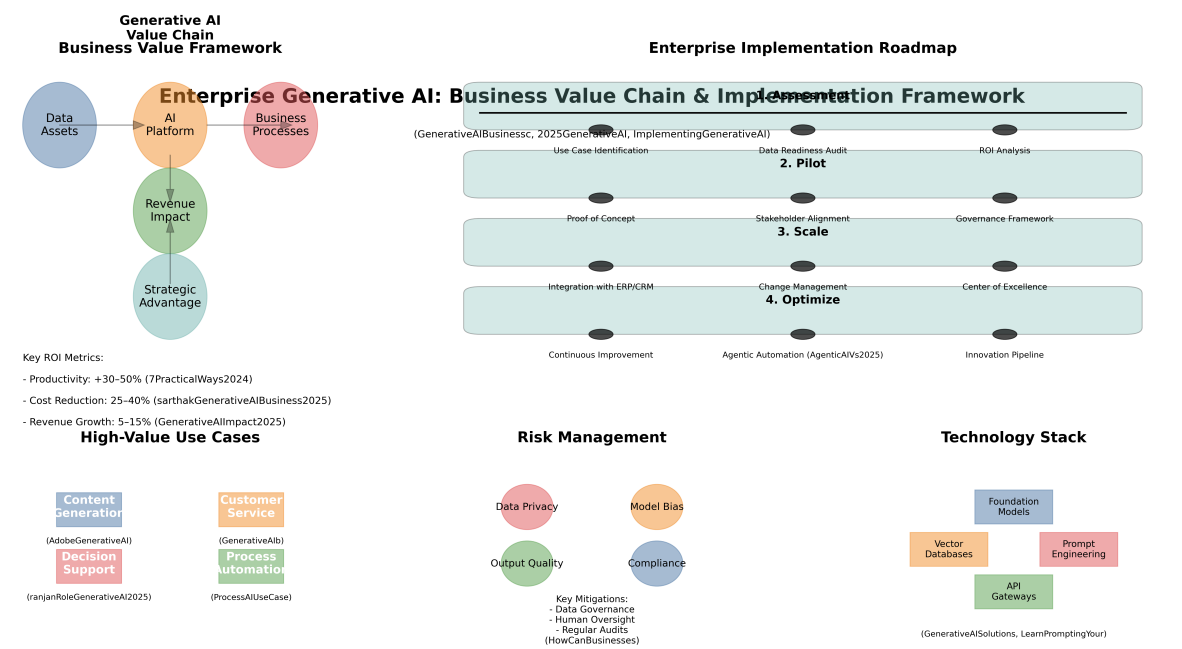 Generative AI
Value Chain
Business Value Framework
Enterprise Generative AI: Business Value Chain & Implementation Framework
(GenerativeAIBusinessc, 2025GenerativeAI, ImplementingGenerativeAI)
Data
Assets
AI
Platform
Business
Processes
Revenue
Impact
Strategic
Advantage
Key ROI Metrics:
- Productivity: +30–50% (7PracticalWays2024)
- Cost Reduction: 25–40% (sarthakGenerativeAIBusiness2025)
- Revenue Growth: 5–15% (GenerativeAIImpact2025)
Enterprise Implementation Roadmap
1. Assessment
Use Case Identification
Data Readiness Audit
ROI Analysis
2. Pilot
Proof of Concept
Stakeholder Alignment
Governance Framework
3. Scale
Integration with ERP/CRM
Change Management
Center of Excellence
4. Optimize
Continuous Improvement
Agentic Automation (AgenticAIVs2025)
Innovation Pipeline
High-Value Use Cases
Content
Generation
(AdobeGenerativeAI)
Customer
Service
(GenerativeAIb)
Decision
Support
(ranjanRoleGenerativeAI2025)
Process
Automation
(ProcessAIUseCase)
Risk Management
Data Privacy
Model Bias
Output Quality
Compliance
Key Mitigations:
- Data Governance
- Human Oversight
- Regular Audits
(HowCanBusinesses)
Technology Stack
Foundation
Models
Vector
Databases
Prompt
Engineering
API
Gateways
(GenerativeAISolutions, LearnPromptingYour)